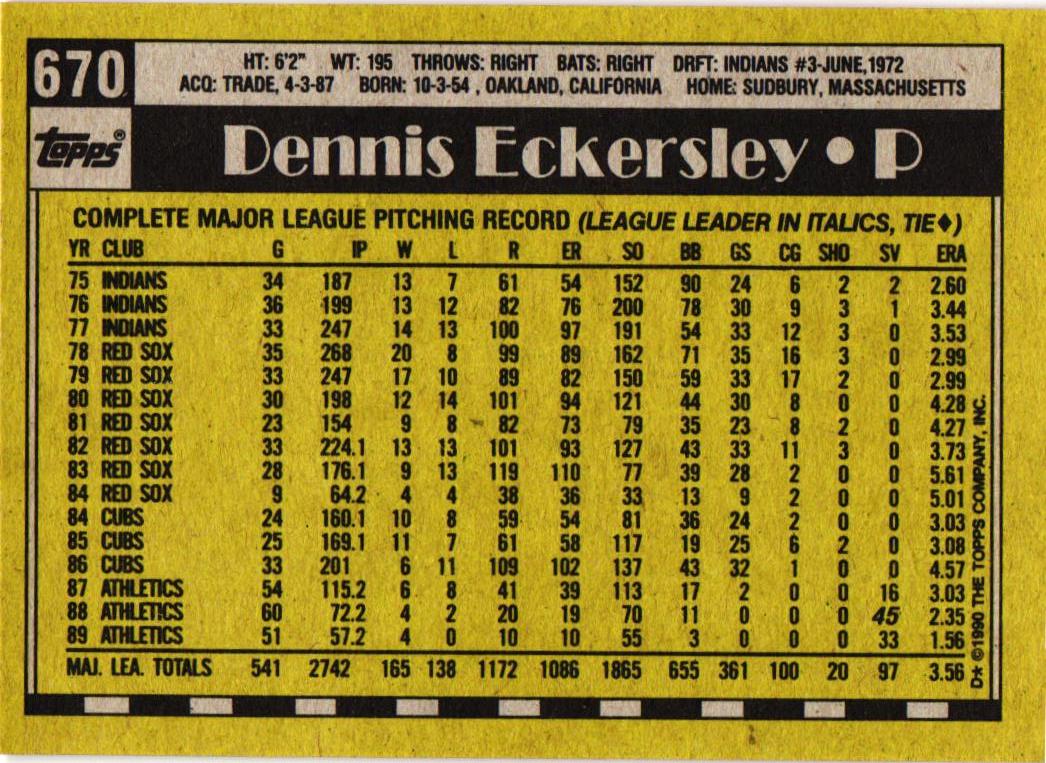 670
HT: 6'2" WT: 195 THROWS: RIGHT BATS: RIGHT DRFT: INDIANS #3-JUNE,1972
ACQ: TRADE, 4-3-87 BORN: 10-3-54 , OAKLAND, CALIFORNIA HOME: SUDBURY, MASSACHUSETTS
topps®
Dennis Eckersley • P
COMPLETE MAJOR LEAGUE PITCHING RECORD (LEAGUE LEADER IN ITALICS, TIE♦)
YR CLUB G IP W L R ER SO BB GS CG SHO SV ERA
75 INDIANS 34 187 13 7 61 54 152 90 24 6 2 2 2.60
76 INDIANS 36 199 13 12 82 76 200 78 30 9 3 1 3.44
77 INDIANS 33 247 14 13 100 97 191 54 33 12 3 0 3.53
78 RED SOX 35 268 20 8 99 89 162 71 35 16 3 0 2.99
79 RED SOX 33 247 17 10 89 82 150 59 33 17 2 0 2.99
80 RED SOX 30 198 12 14 101 94 121 44 30 8 0 0 4.28
81 RED SOX 23 154 9 8 82 73 79 35 23 8 2 0 4.27
82 RED SOX 33 224.1 13 13 101 93 127 43 33 11 3 0 3.73
83 RED SOX 28 176.1 9 13 119 110 77 39 28 2 0 0 5.61
84 RED SOX 9 64.2 4 4 38 36 33 13 9 2 0 0 5.01
84 CUBS 24 160.1 10 8 59 54 81 36 24 2 0 0 3.03
85 CUBS 25 169.1 11 7 61 58 117 19 25 6 2 0 3.08
86 CUBS 33 201 6 11 109 102 137 43 32 1 0 0 4.57
87 ATHLETICS 54 115.2 6 8 41 39 113 17 2 0 0 16 3.03
88 ATHLETICS 60 72.2 4 2 20 19 70 11 0 0 0 45 2.35
89 ATHLETICS 51 57.2 4 0 10 10 55 3 0 0 0 33 1.56
MAJ. LEA. TOTALS 541 2742 165 138 1172 1086 1865 655 361 100 20 97 3.56
D* ©1990 THE TOPPS COMPANY, INC.